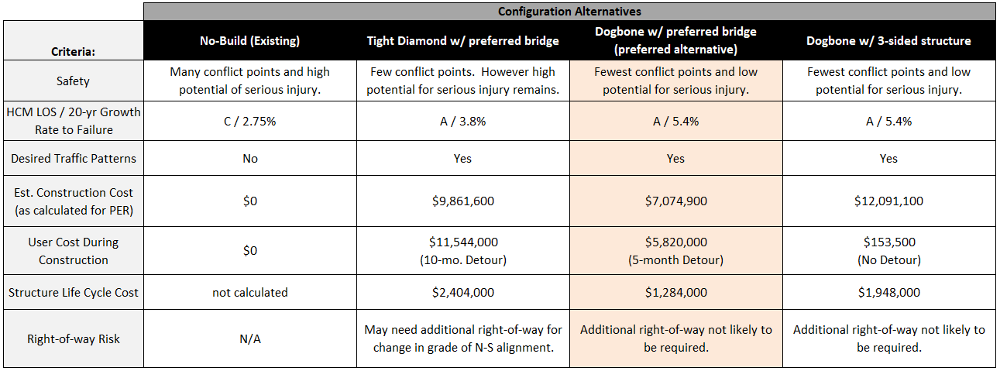 Configuration Alternatives
Criteria:
No-Build (Existing)
Tight Diamond w/ preferred bridge
Dogbone w/ preferred bridge
(preferred alternative)
Dogbone w/ 3-sided structure
Safety
Many conflict points and high
potential of serious injury.
Few conflict points.  However high
potential for serious injury remains.
Fewest conflict points and low
potential for serious injury.
Fewest conflict points and low
potential for serious injury.
HCM LOS / 20-yr Growth
Rate to Failure
C / 2.75%
A / 3.8%
A / 5.4%
A / 5.4%
Desired Traffic Patterns
No
Yes
Yes
Yes
Est. Construction Cost
(as calculated for PER)
$0
$9,861,600
$7,074,900
$12,091,100
User Cost During
Construction
$0
$11,544,000
(10-mo. Detour)
$5,820,000
(5-month Detour)
$153,500
(No Detour)
Structure Life Cycle Cost
not calculated
$2,404,000
$1,284,000
$1,948,000
Right-of-way Risk
N/A
May need additional right-of-way for
change in grade of N-S alignment.
Additional right-of-way not likely to
be required.
Additional right-of-way not likely to
be required.